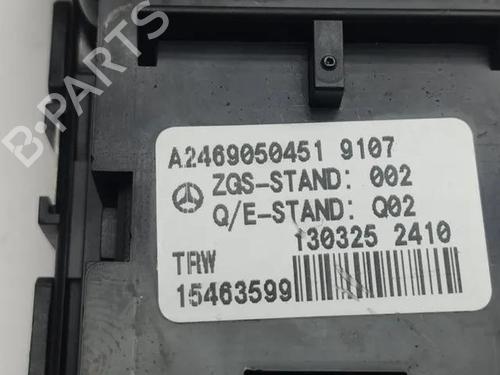 A2469050451 9107
ZGS-STAND: 002
Q/E-STAND: Q02
130325 2410
TRW
15463599
B-PARTS